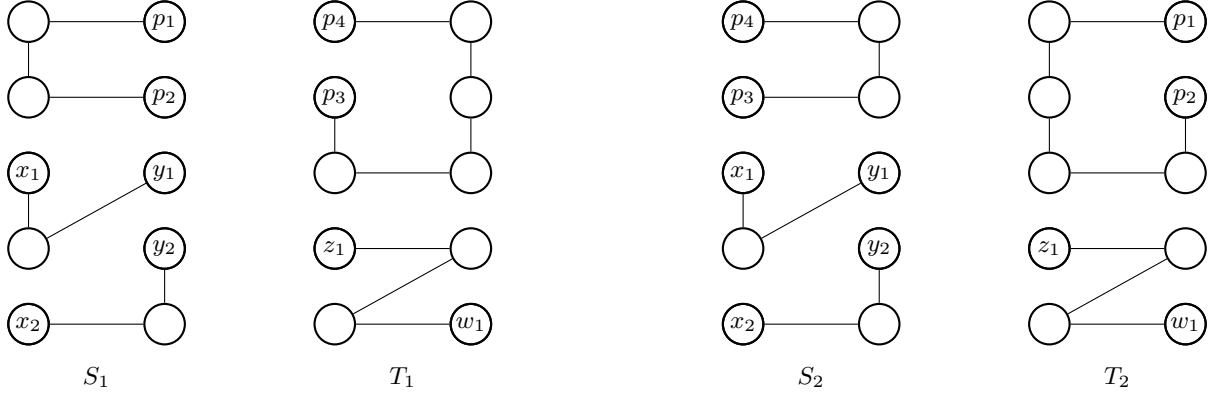 p₁ p₄ p₄ p₁
p₂ p₃ p₃ p₂
x₁ y₁ x₁ y₁
y₂ z₁ y₂ z₁
x₂ w₁ x₂ w₁
S₁ T₁ S₂ T₂